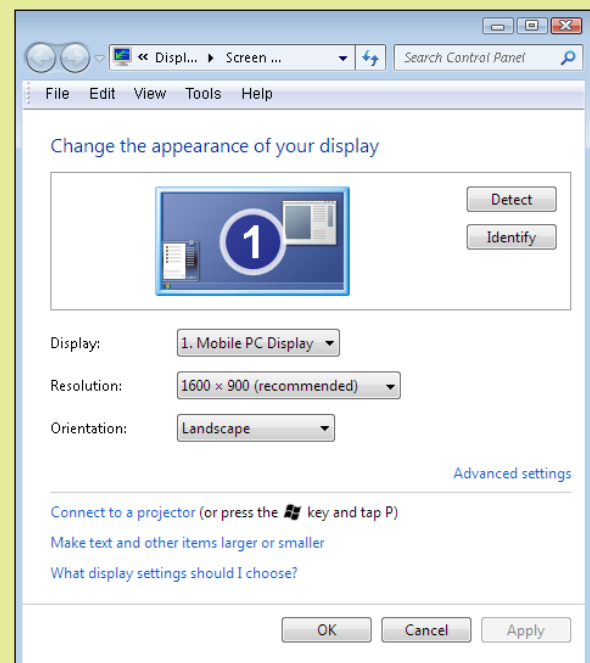 « Displ... ▸ Screen ...
Search Control Panel
File Edit View Tools Help
Change the appearance of your display
1
Detect
Identify
Display: 1. Mobile PC Display
Resolution: 1600 × 900 (recommended)
Orientation: Landscape
Advanced settings
Connect to a projector (or press the key and tap P)
Make text and other items larger or smaller
What display settings should I choose?
OK Cancel Apply